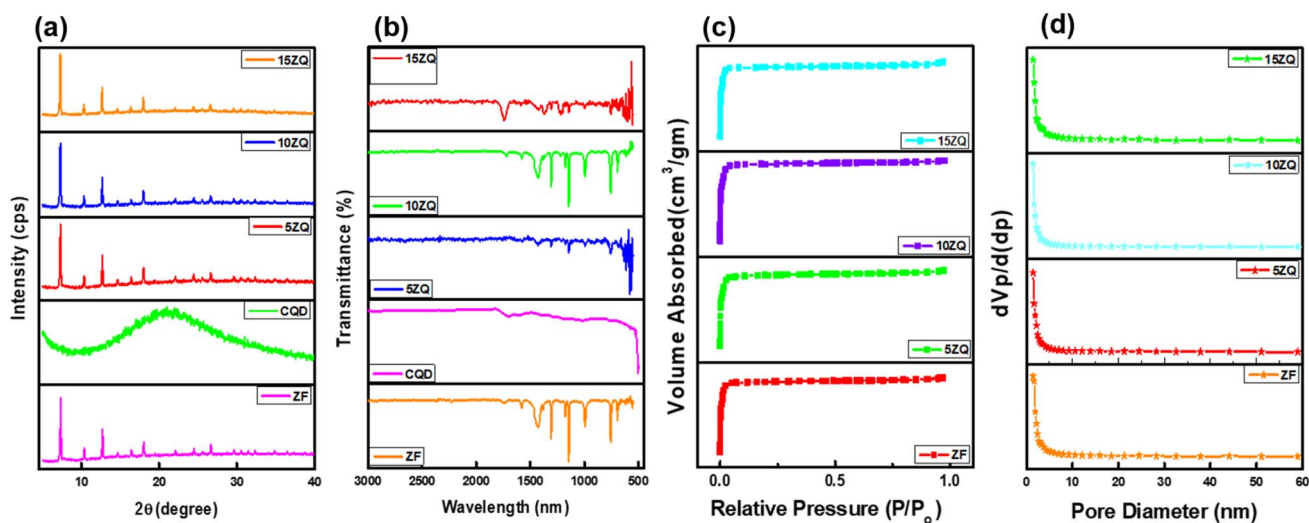 (a)
15ZQ
10ZQ
5ZQ
CQD
ZF
Intensity (cps)
10 20 30 40
2θ (degree)
(b)
15ZQ
10ZQ
5ZQ
CQD
ZF
Transmittance (%)
3000 2500 2000 1500 1000 500
Wavelength (nm)
(c)
15ZQ
10ZQ
5ZQ
ZF
Volume Absorbed(cm³/gm)
0.0 0.5 1.0
Relative Pressure (P/Pₒ)
(d)
15ZQ
10ZQ
5ZQ
ZF
dVp/d(dp)
0 10 20 30 40 50 60
Pore Diameter (nm)